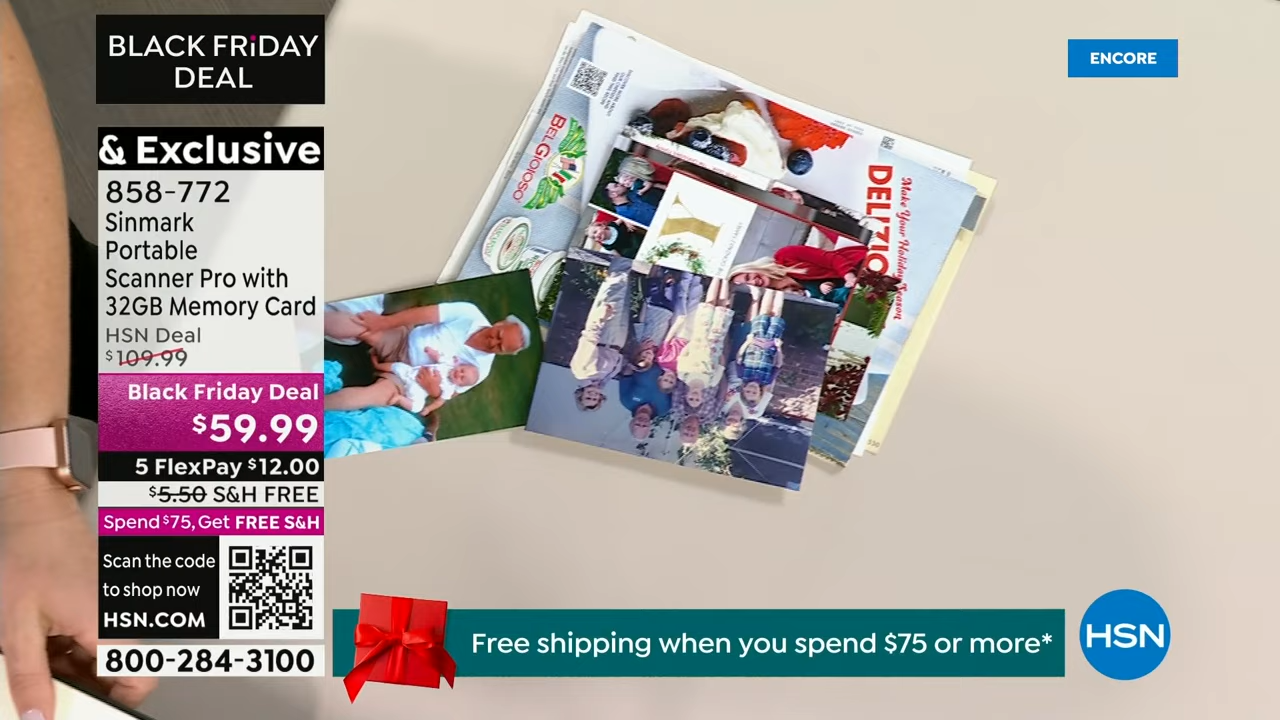 BLACK FRiDAY
DEAL
& Exclusive
858-772
Sinmark
Portable
Scanner Pro with
32GB Memory Card
HSN Deal
$109.99
Black Friday Deal
$59.99
5 FlexPay $12.00
$5.50 S&H FREE
Spend $75, Get FREE S&H
Scan the code
to shop now
HSN.COM
800-284-3100
ENCORE
BELGIOIOSO
Make Your Holiday Season
DELIZIO
Free shipping when you spend $75 or more*
HSN